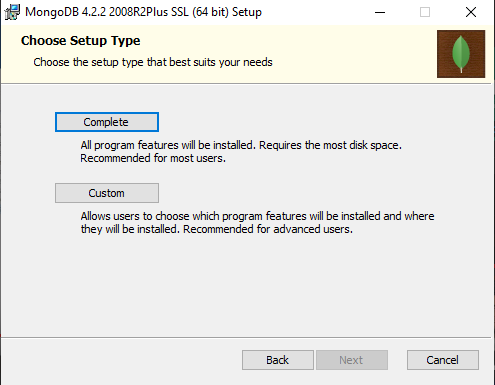 MongoDB 4.2.2 2008R2Plus SSL (64 bit) Setup
Choose Setup Type
Choose the setup type that best suits your needs
Complete
All program features will be installed. Requires the most disk space.
Recommended for most users.
Custom
Allows users to choose which program features will be installed and where
they will be installed. Recommended for advanced users.
Back
Next
Cancel